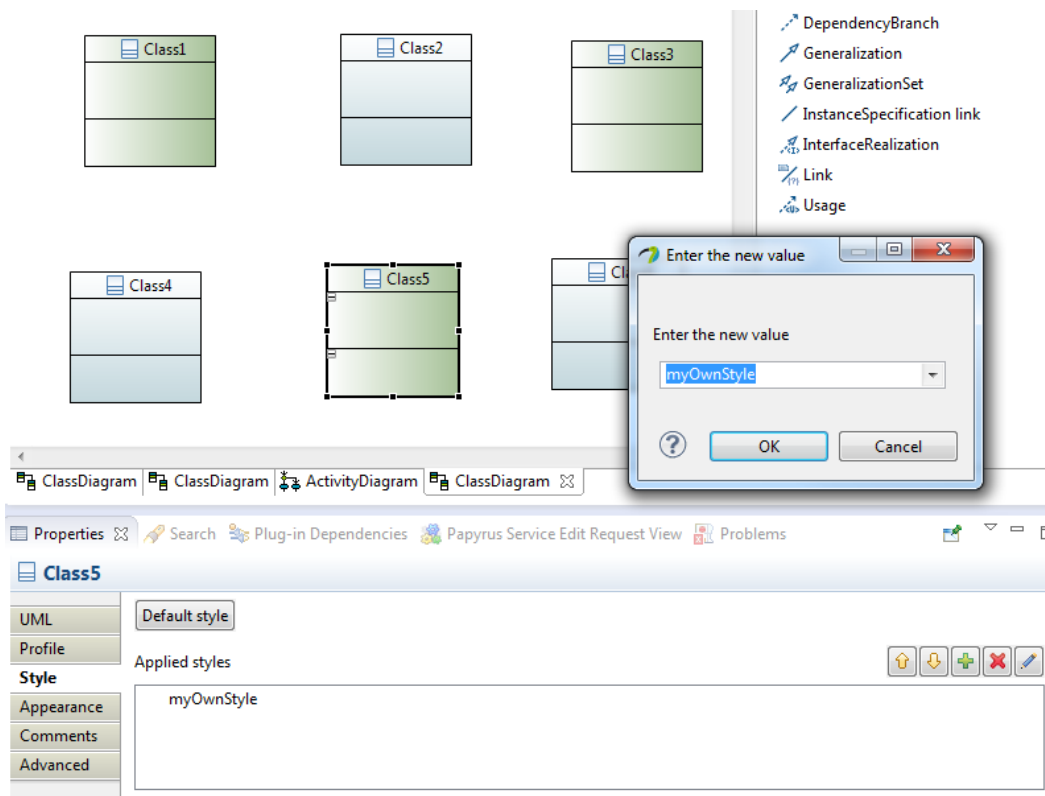 Class1
Class2
Class3
DependencyBranch
Generalization
GeneralizationSet
InstanceSpecification link
InterfaceRealization
Link
Usage
Class4
Class5
Enter the new value
Enter the new value
myOwnStyle
OK
Cancel
ClassDiagram
ClassDiagram
ActivityDiagram
ClassDiagram
Properties
Search
Plug-in Dependencies
Papyrus Service Edit Request View
Problems
Class5
UML
Profile
Style
Appearance
Comments
Advanced
Default style
Applied styles
myOwnStyle